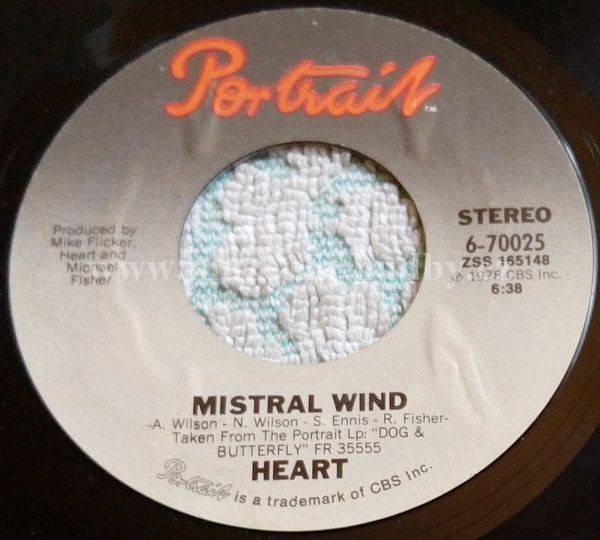 Portrait
Produced by
Mike Flicker,
Heart and
Michael
Fisher
STEREO
6-70025
ZSS 165148
℗ 1978 CBS Inc.
6:38
MISTRAL WIND
-A. Wilson - N. Wilson - S. Ennis - R. Fisher-
Taken From The Portrait Lp: "DOG &
BUTTERFLY" FR 35555
HEART
Portrait is a trademark of CBS Inc.